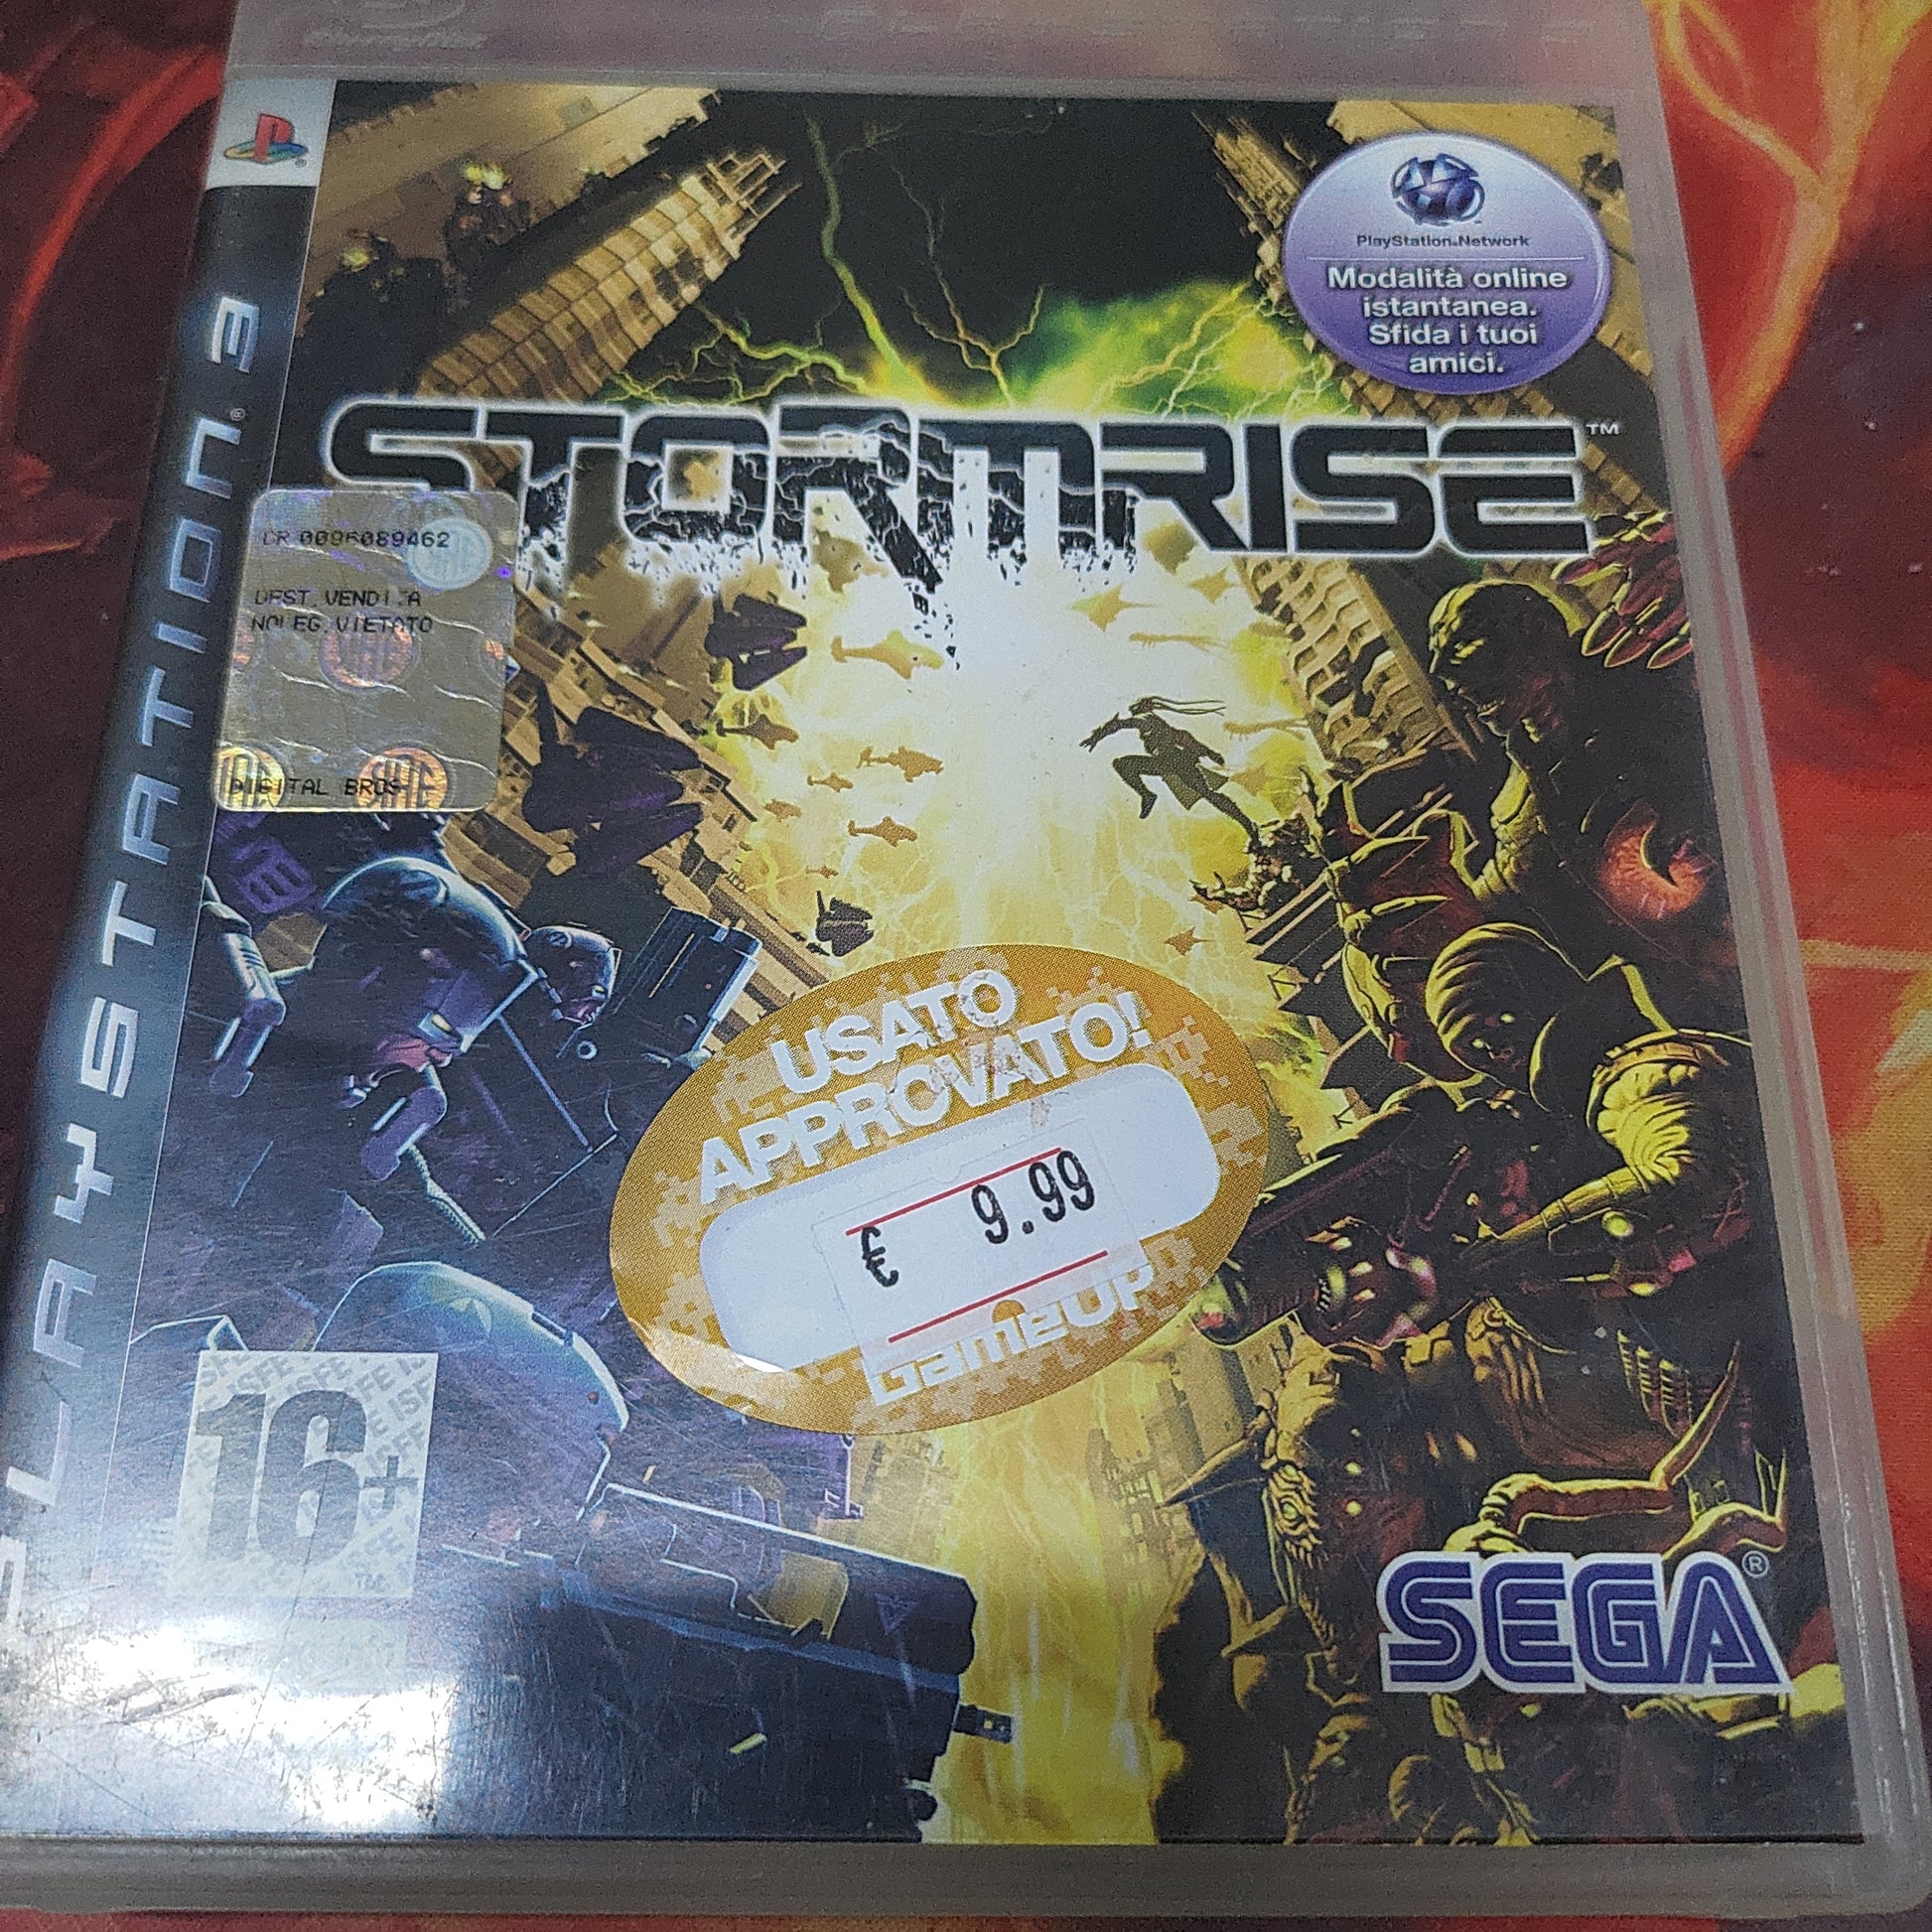 PlayStation Network
Modalità online
istantanea.
Sfida i tuoi
amici.
STORMRISE™
PLAYSTATION®3
DR 0096089462
DEST.VENDITA
NOLEG.VIETATO
DIGITAL BROS
USATO
APPROVATO!
€ 9.99
GameUP
16+
SEGA®